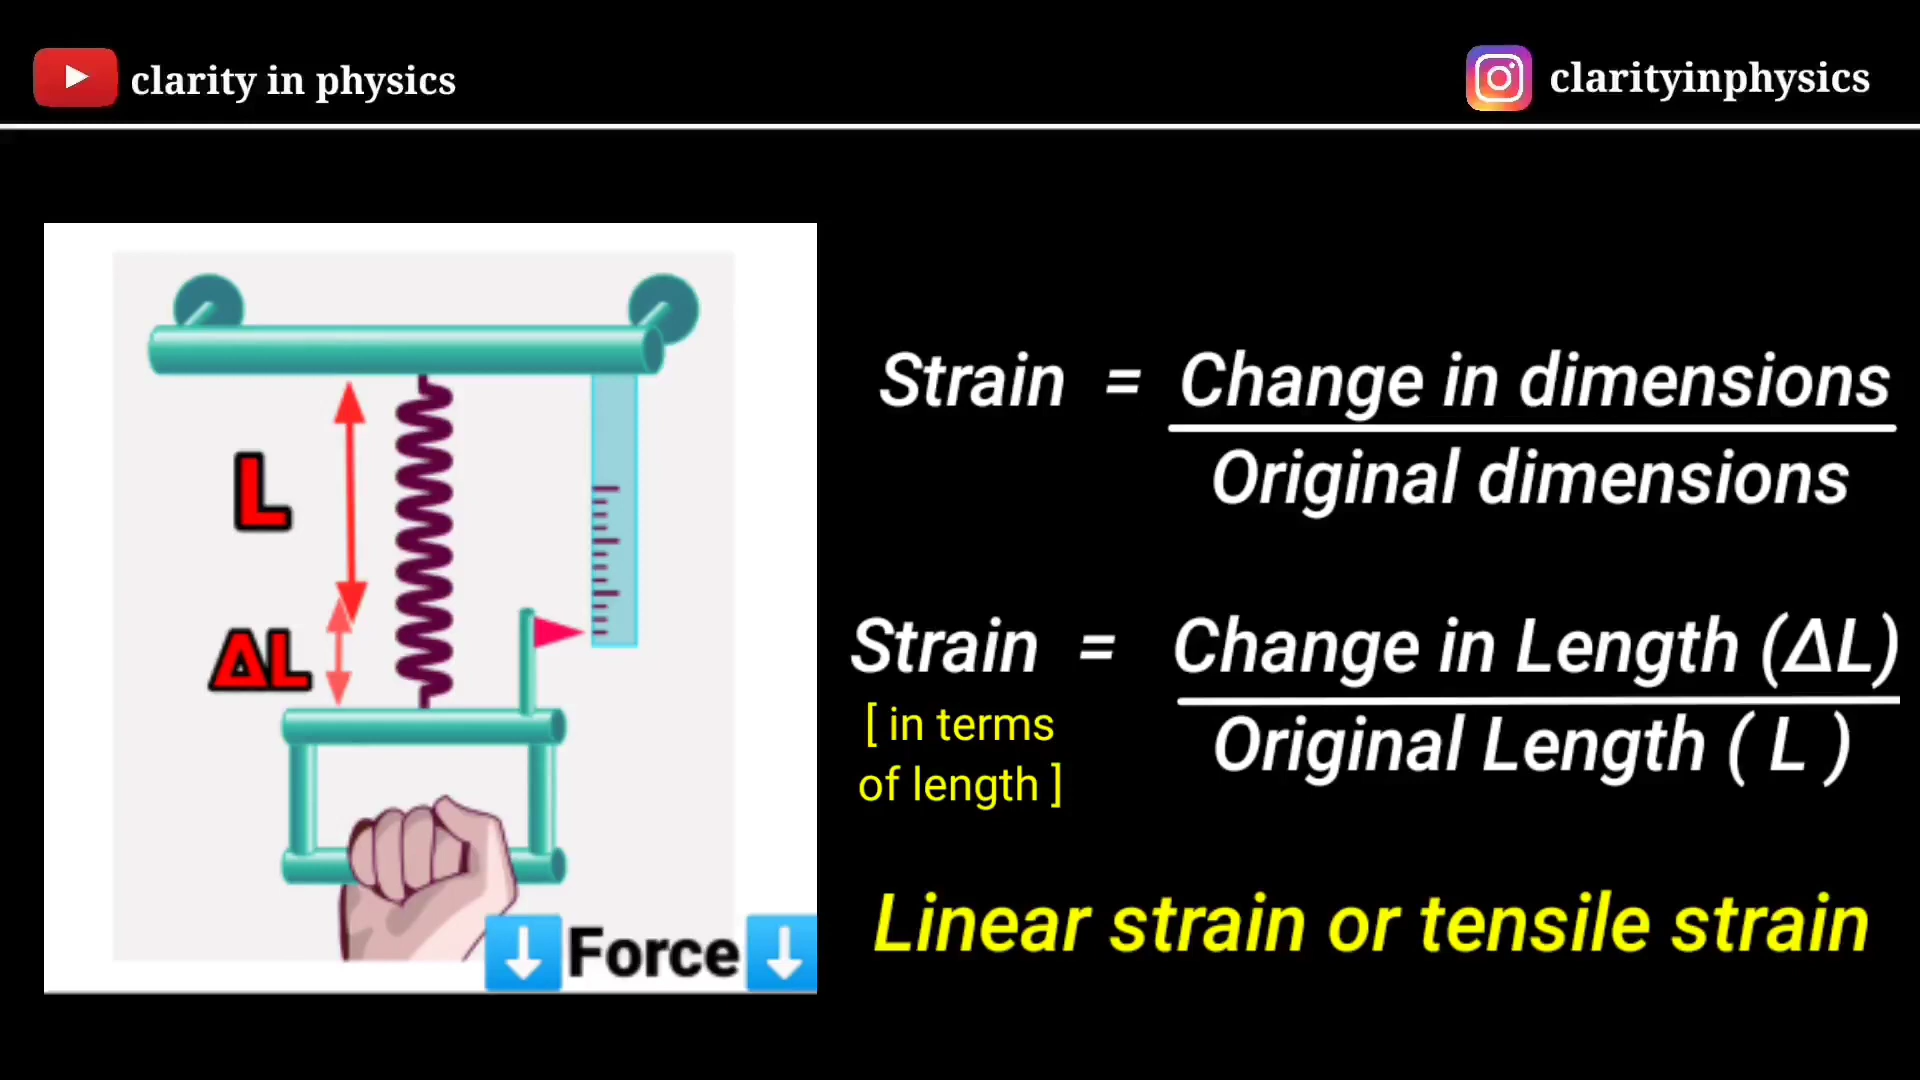 clarity in physics
clarityinphysics
L
ΔL
Force
Strain = Change in dimensions
Original dimensions
Strain = Change in Length (ΔL)
[ in terms
of length ]
Original Length ( L )
Linear strain or tensile strain